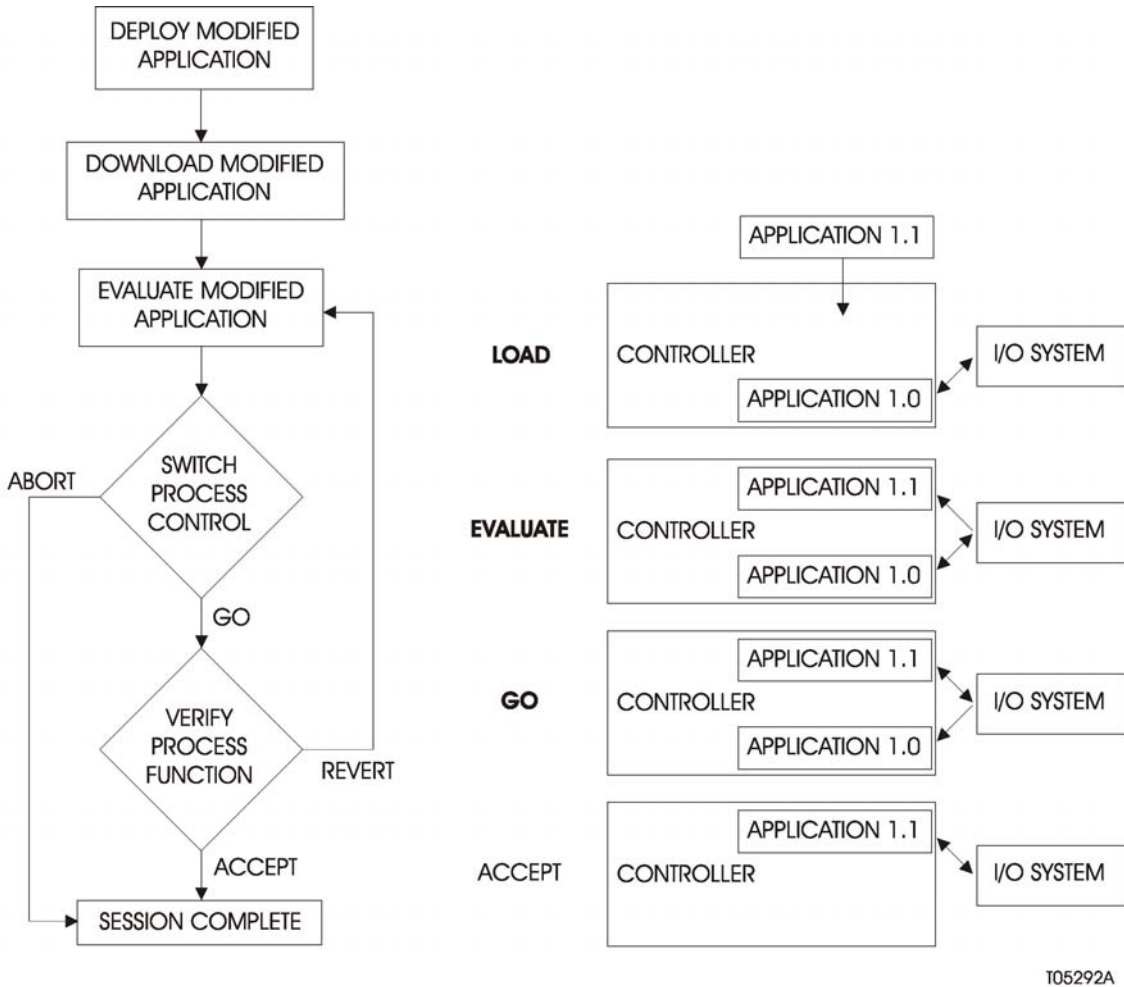 DEPLOY MODIFIED
APPLICATION
DOWNLOAD MODIFIED
APPLICATION
EVALUATE MODIFIED
APPLICATION
SWITCH
PROCESS
CONTROL
ABORT
GO
VERIFY
PROCESS
FUNCTION
REVERT
ACCEPT
SESSION COMPLETE
APPLICATION 1.1
LOAD
CONTROLLER
APPLICATION 1.0
I/O SYSTEM
EVALUATE
APPLICATION 1.1
CONTROLLER
APPLICATION 1.0
I/O SYSTEM
GO
APPLICATION 1.1
CONTROLLER
APPLICATION 1.0
I/O SYSTEM
ACCEPT
APPLICATION 1.1
CONTROLLER
I/O SYSTEM
T05292A